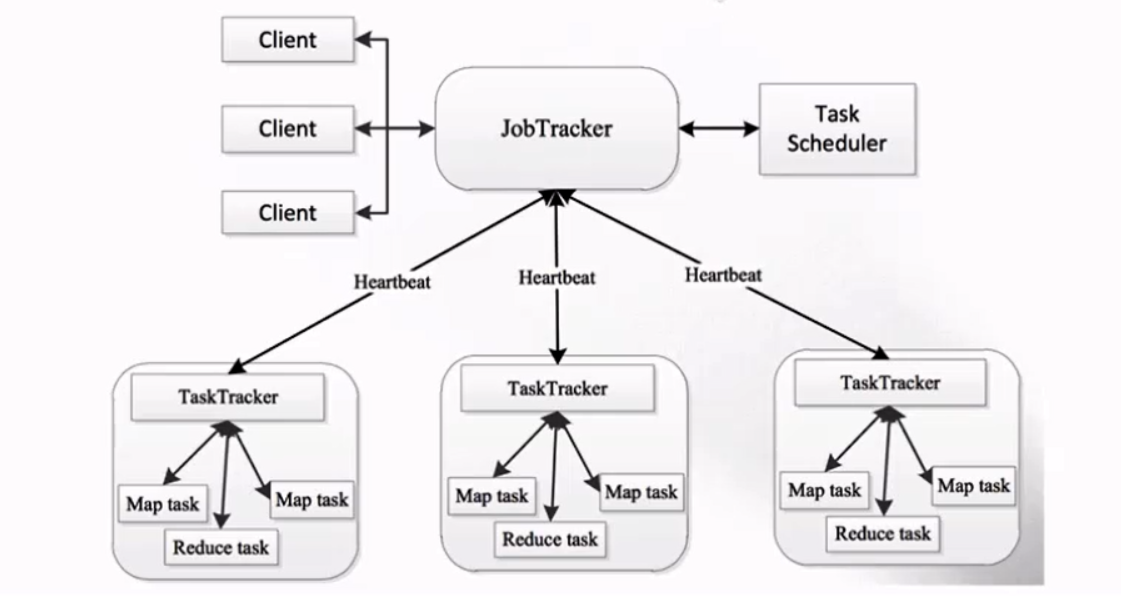 Client
Client
Client
JobTracker
Task
Scheduler
Heartbeat
Heartbeat
Heartbeat
TaskTracker
Map task
Map task
Reduce task
TaskTracker
Map task
Map task
Reduce task
TaskTracker
Map task
Map task
Reduce task